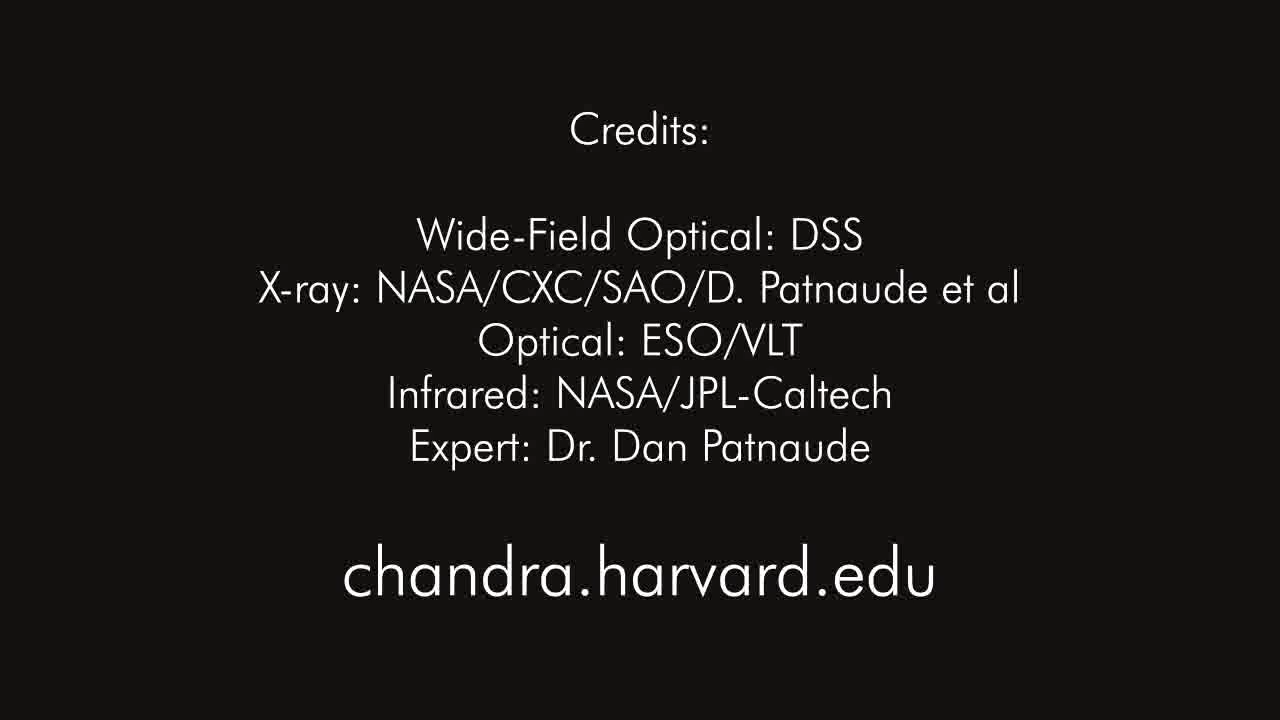 Credits:
Wide-Field Optical: DSS
X-ray: NASA/CXC/SAO/D. Patnaude et al
Optical: ESO/VLT
Infrared: NASA/JPL-Caltech
Expert: Dr. Dan Patnaude
chandra.harvard.edu